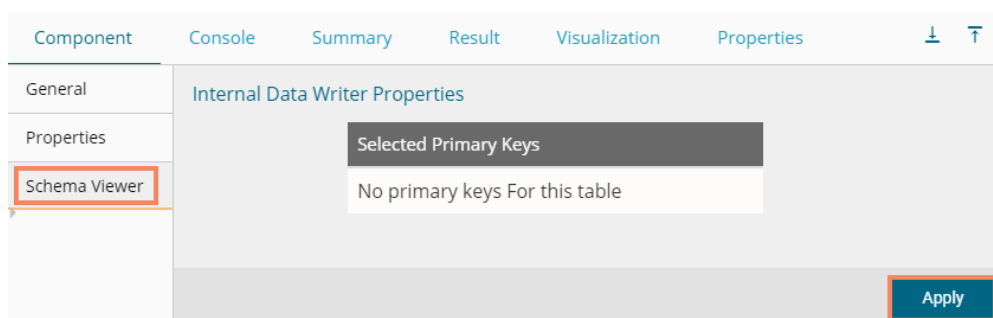 Component Console Summary Result Visualization Properties
General
Internal Data Writer Properties
Properties
Selected Primary Keys
Schema Viewer
No primary keys For this table
Apply